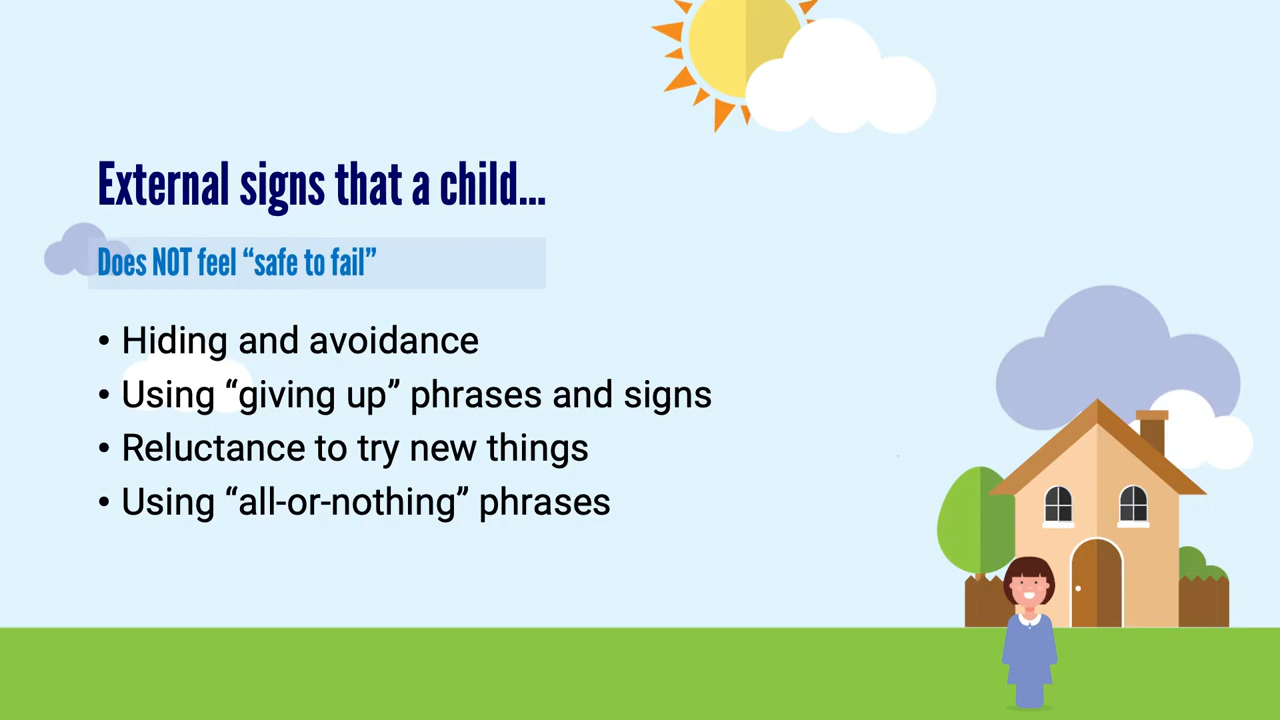 External signs that a child...
Does NOT feel “safe to fail”
• Hiding and avoidance
• Using “giving up” phrases and signs
• Reluctance to try new things
• Using “all-or-nothing” phrases